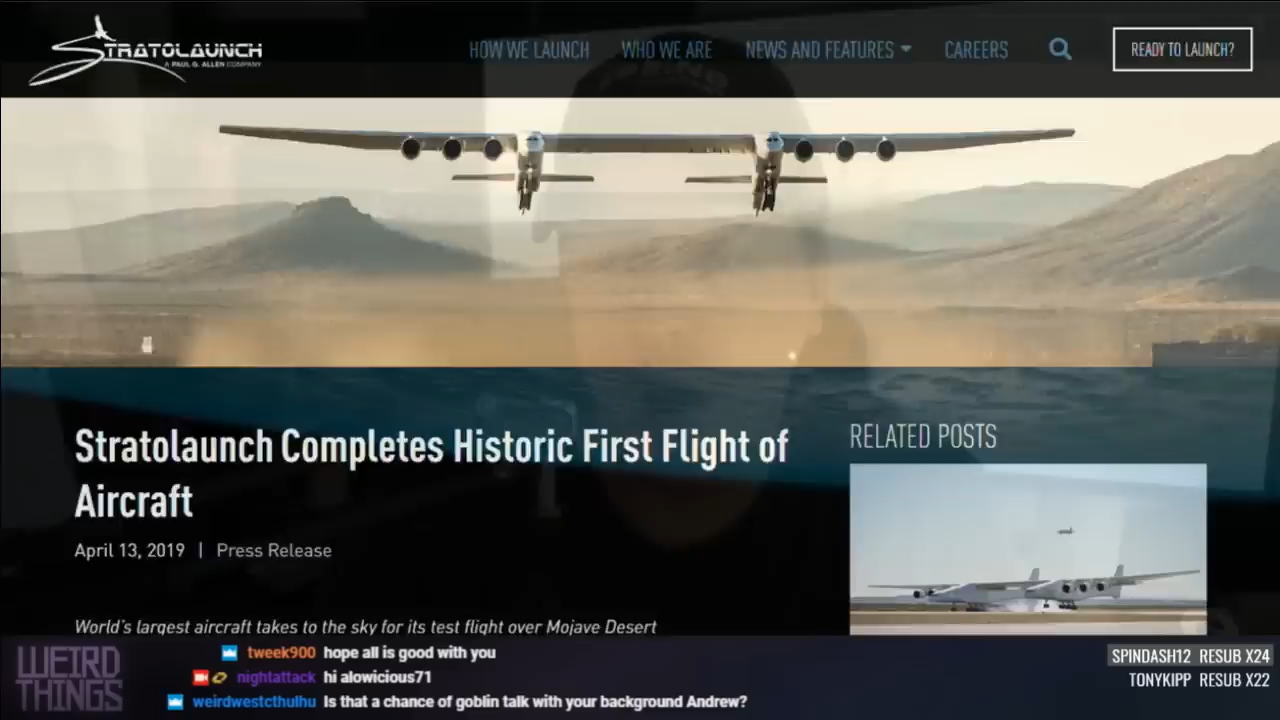 STRATOLAUNCH
A PAUL G. ALLEN COMPANY
HOW WE LAUNCH WHO WE ARE NEWS AND FEATURES CAREERS READY TO LAUNCH?
Stratolaunch Completes Historic First Flight of
Aircraft
April 13, 2019 | Press Release
World's largest aircraft takes to the sky for its test flight over Mojave Desert
RELATED POSTS
WEIRD
THINGS
tweek900 hope all is good with you
nightattack hi alowicious71
weirdwestcthulhu Is that a chance of goblin talk with your background Andrew?
SPINDASH12 RESUB X24
TONYKIPP RESUB X22